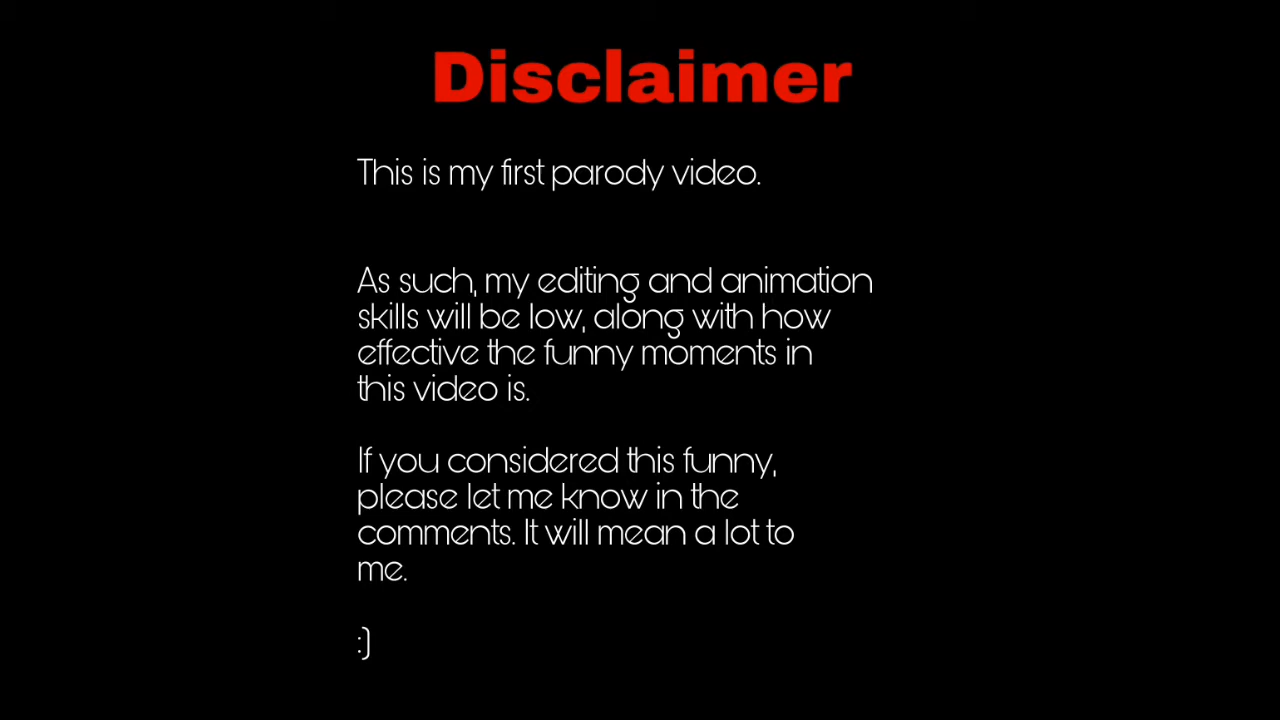 Disclaimer
This is my first parody video.
As such, my editing and animation
skills will be low, along with how
effective the funny moments in
this video is.
If you considered this funny,
please let me know in the
comments. It will mean a lot to
me.
:)